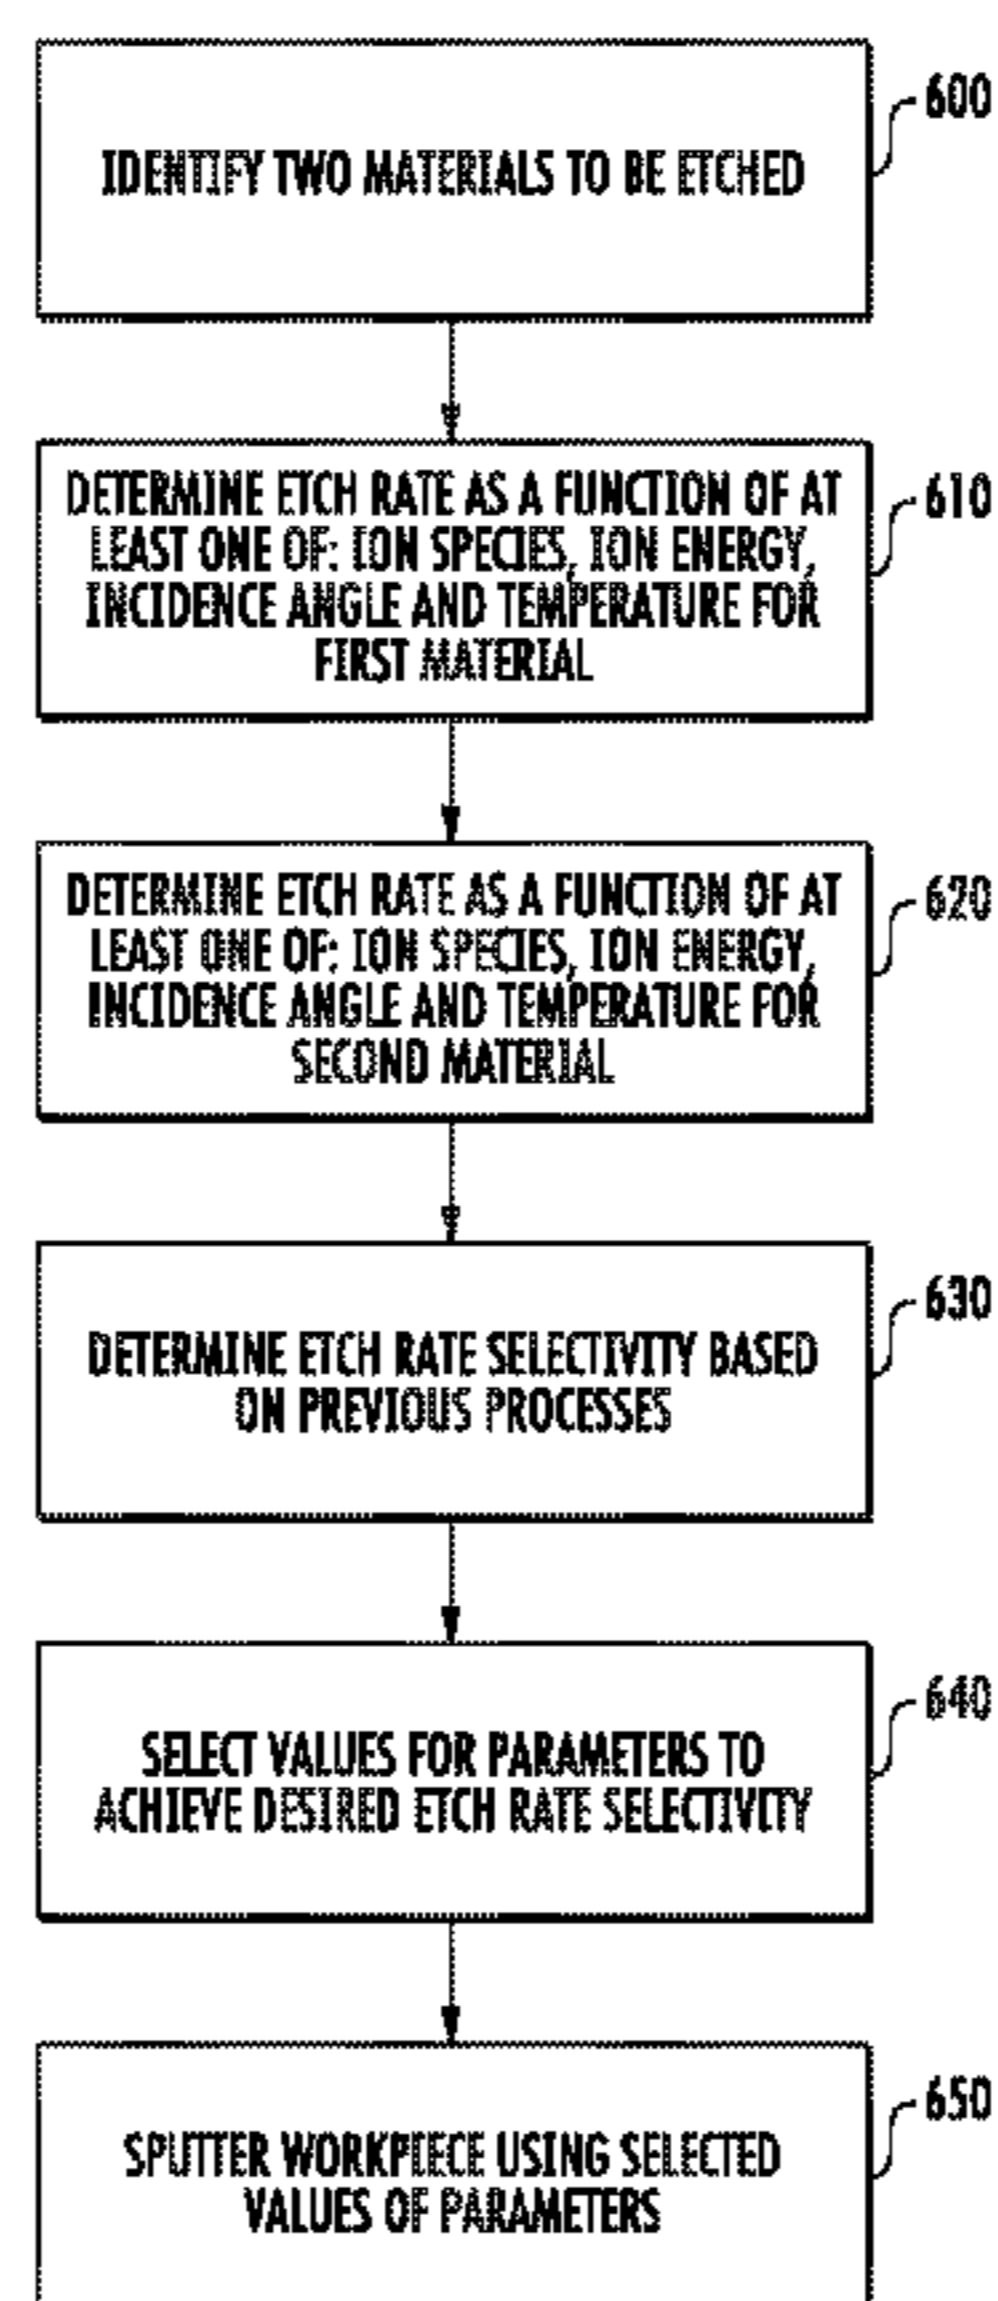 600
IDENTIFY TWO MATERIALS TO BE ETCHED
610
DETERMINE ETCH RATE AS A FUNCTION OF AT
LEAST ONE OF: ION SPECIES, ION ENERGY,
INCIDENCE ANGLE AND TEMPERATURE FOR
FIRST MATERIAL
620
DETERMINE ETCH RATE AS A FUNCTION OF AT
LEAST ONE OF: ION SPECIES, ION ENERGY,
INCIDENCE ANGLE AND TEMPERATURE FOR
SECOND MATERIAL
630
DETERMINE ETCH RATE SELECTIVITY BASED
ON PREVIOUS PROCESSES
640
SELECT VALUES FOR PARAMETERS TO
ACHIEVE DESIRED ETCH RATE SELECTIVITY
650
SPUTTER WORKPIECE USING SELECTED
VALUES OF PARAMETERS